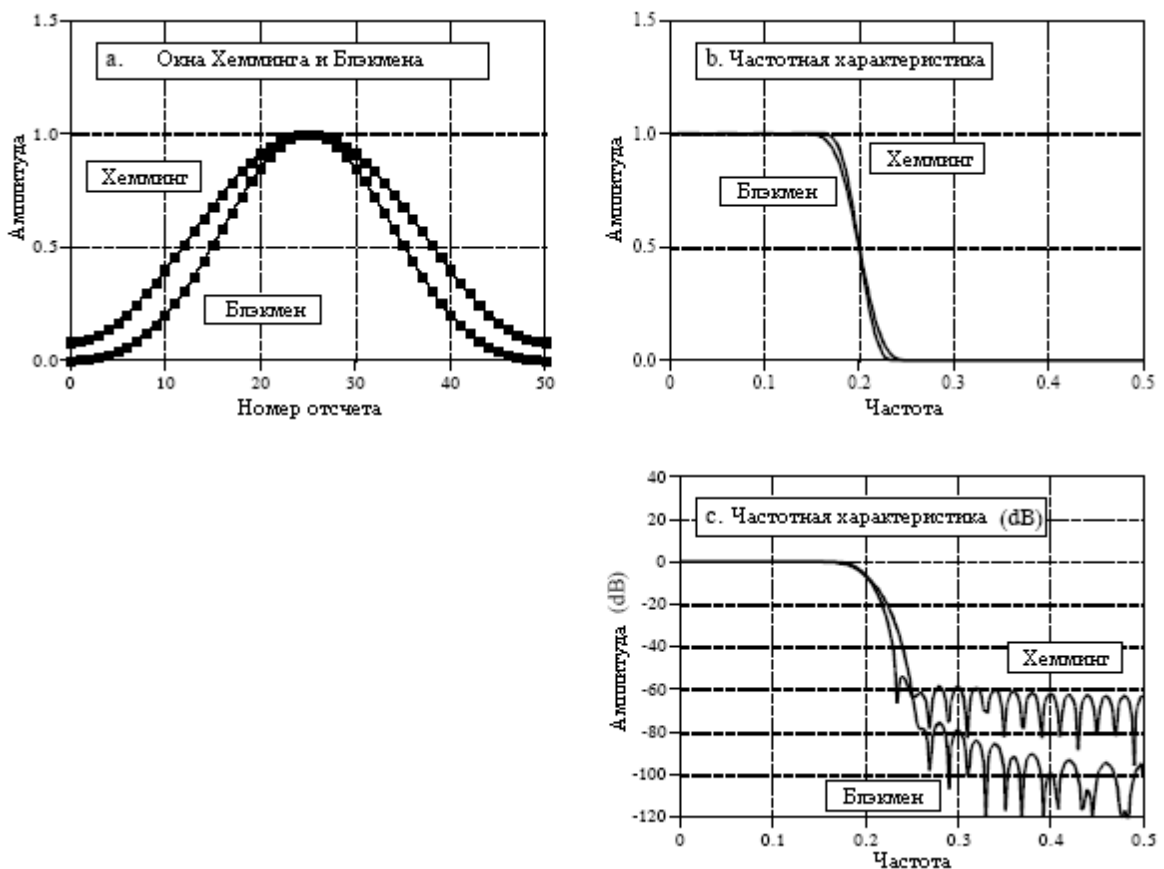 1.5
a. Окна Хемминга и Блэкмена
1.0
Хемминг
Амплитуда
0.5
Блэкмен
0.0
0 10 20 30 40 50
Номер отсчета
1.5
b. Частотная характеристика
1.0
Хемминг
Блэкмен
Амплитуда
0.5
0.0
0 0.1 0.2 0.3 0.4 0.5
Частота
40
c. Частотная характеристика (dB)
20
0
-20
Амплитуда (dB)
-40
Хемминг
-60
-80
-100
Блэкмен
-120
0 0.1 0.2 0.3 0.4 0.5
Частота